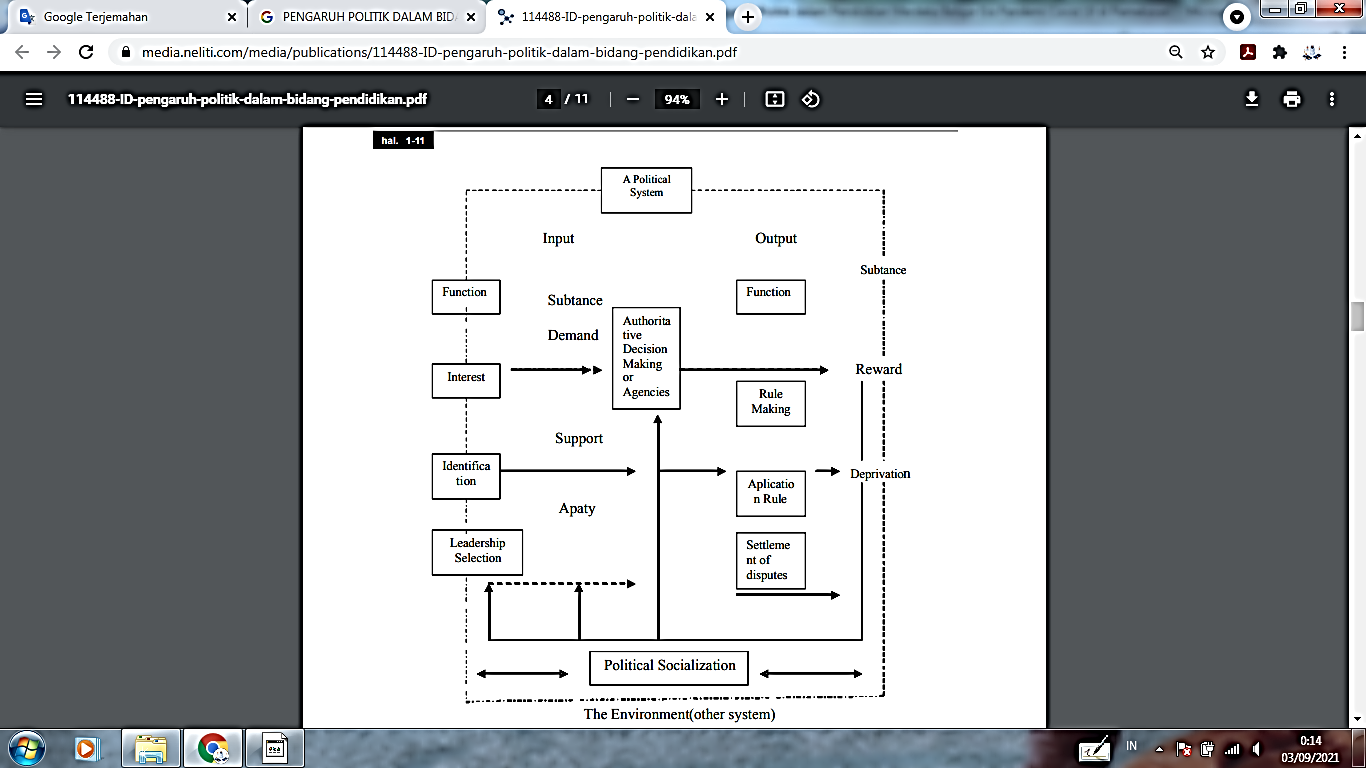 Google Terjemahan
PENGARUH POLITIK DALAM BIDA
114488-ID-pengaruh-politik-dala
media.neliti.com/media/publications/114488-ID-pengaruh-politik-dalam-bidang-pendidikan.pdf
114488-ID-pengaruh-politik-dalam-bidang-pendidikan.pdf
4 / 11
94%
hal. 1-11
A Political
System
Input
Output
Subtance
Function
Subtance
Function
Demand
Authorita
tive
Decision
Making
or
Agencies
Interest
Reward
Rule
Making
Support
Identifica
tion
Deprivation
Aplicatio
n Rule
Apaty
Leadership
Selection
Settleme
nt of
disputes
Political Socialization
The Environment(other system)
IN
0:14
03/09/2021